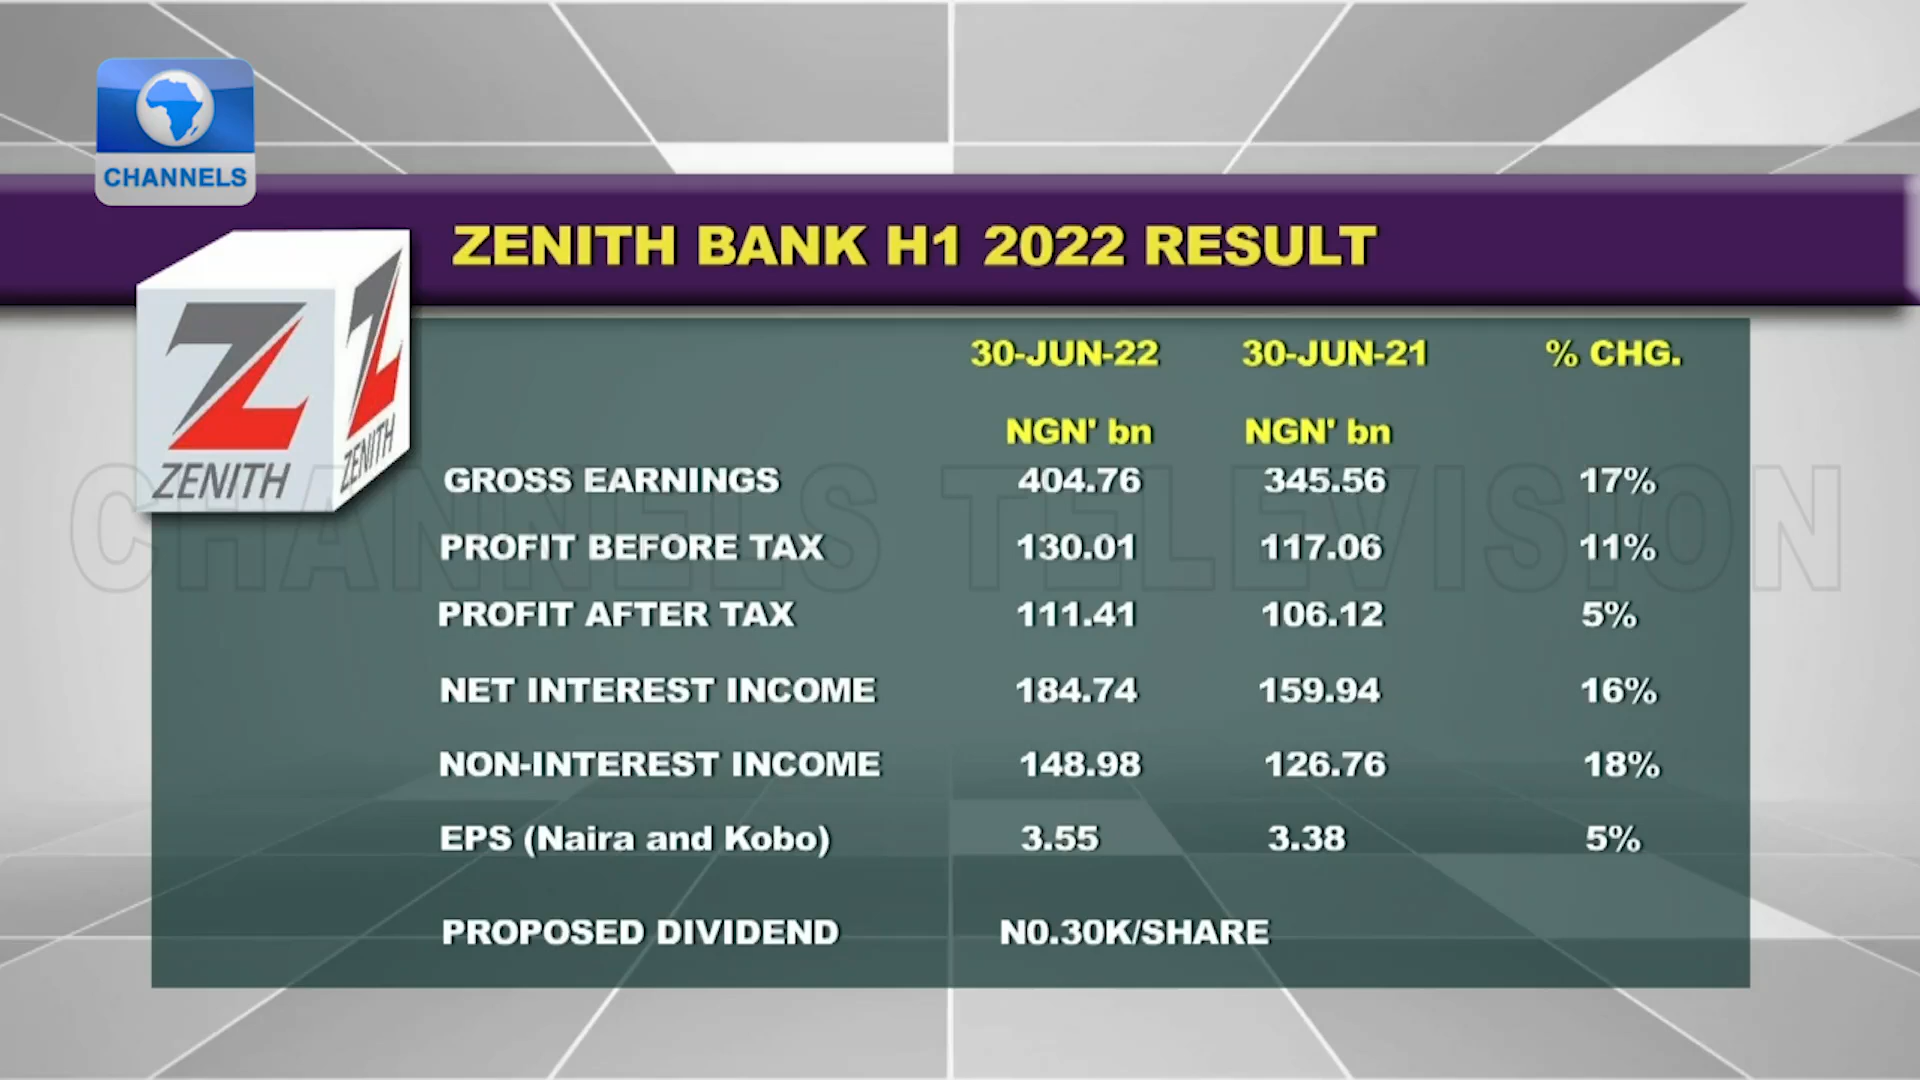 CHANNELS
ZENITH BANK H1 2022 RESULT
ZENITH
ZENITH
30-JUN-22 30-JUN-21 % CHG.
NGN' bn NGN' bn
GROSS EARNINGS 404.76 345.56 17%
CHANNELS TELEVISION
PROFIT BEFORE TAX 130.01 117.06 11%
PROFIT AFTER TAX 111.41 106.12 5%
NET INTEREST INCOME 184.74 159.94 16%
NON-INTEREST INCOME 148.98 126.76 18%
EPS (Naira and Kobo) 3.55 3.38 5%
PROPOSED DIVIDEND N0.30K/SHARE